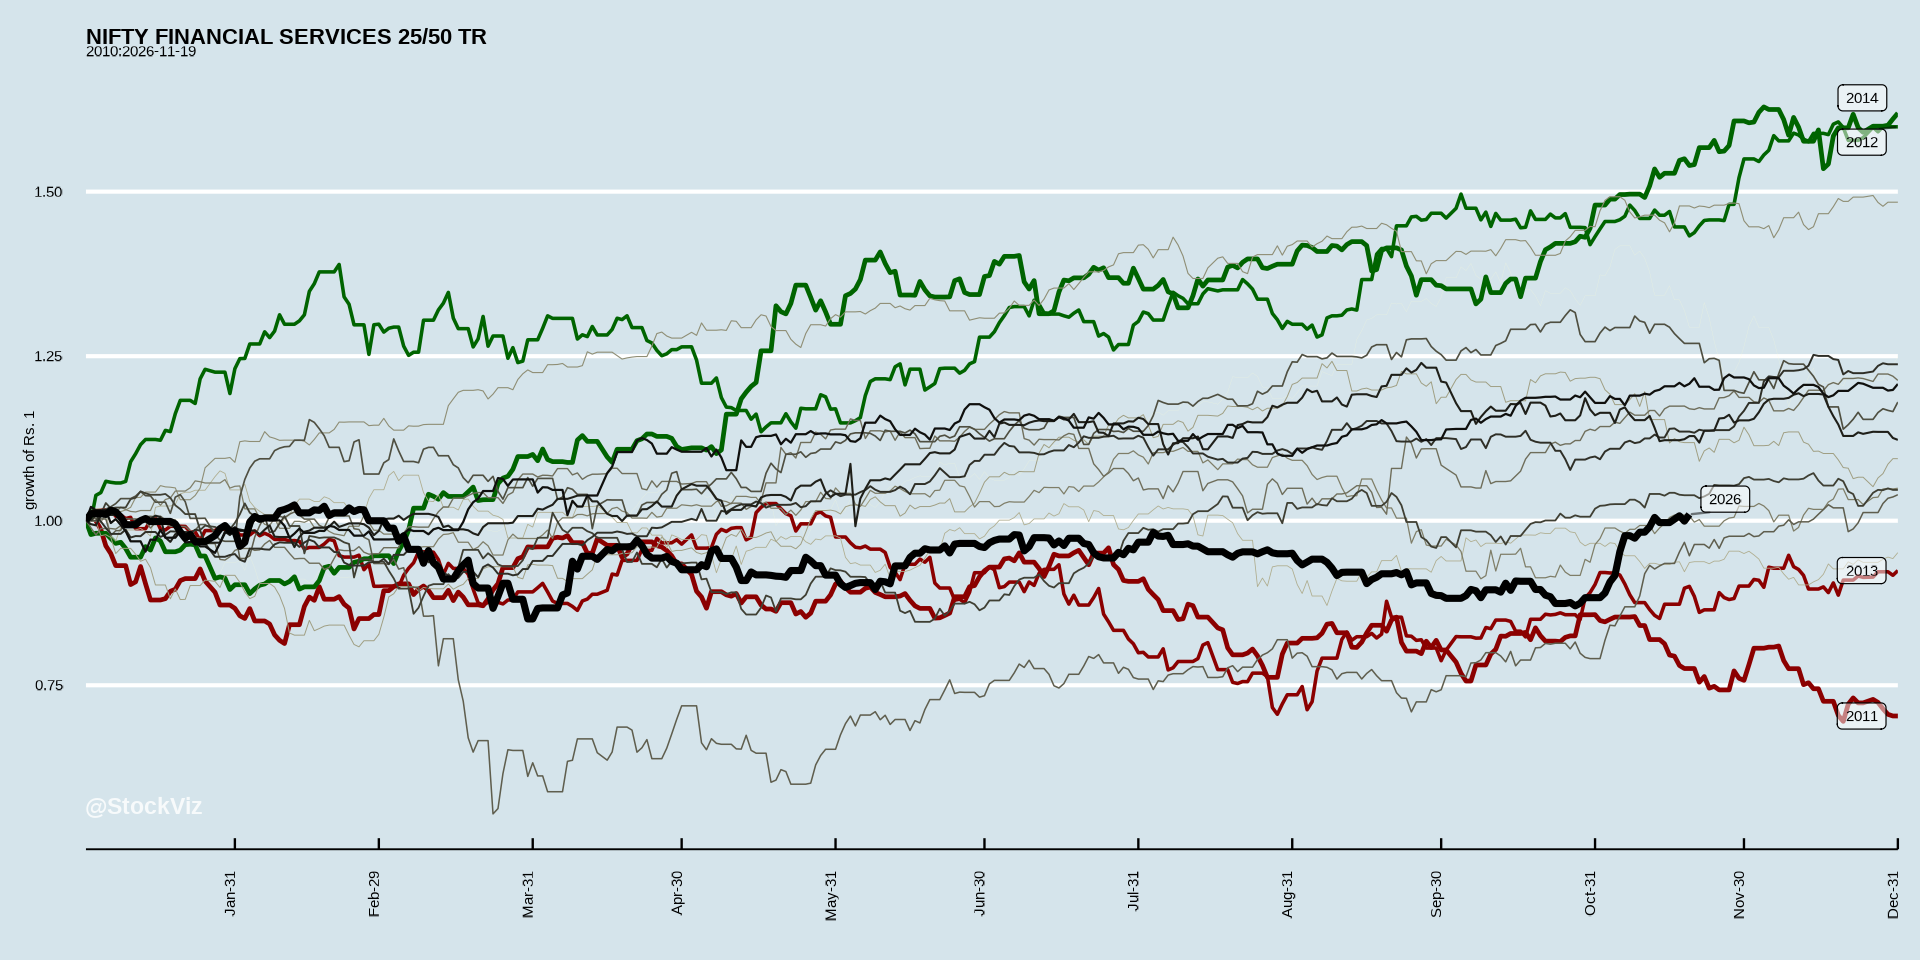 NIFTY FINANCIAL SERVICES 25/50 TR
2010:2026-11-19
growth of Rs. 1
1.50
1.25
1.00
0.75
2014
2012
2026
2013
2011
@StockViz
Jan-31
Feb-29
Mar-31
Apr-30
May-31
Jun-30
Jul-31
Aug-31
Sep-30
Oct-31
Nov-30
Dec-31